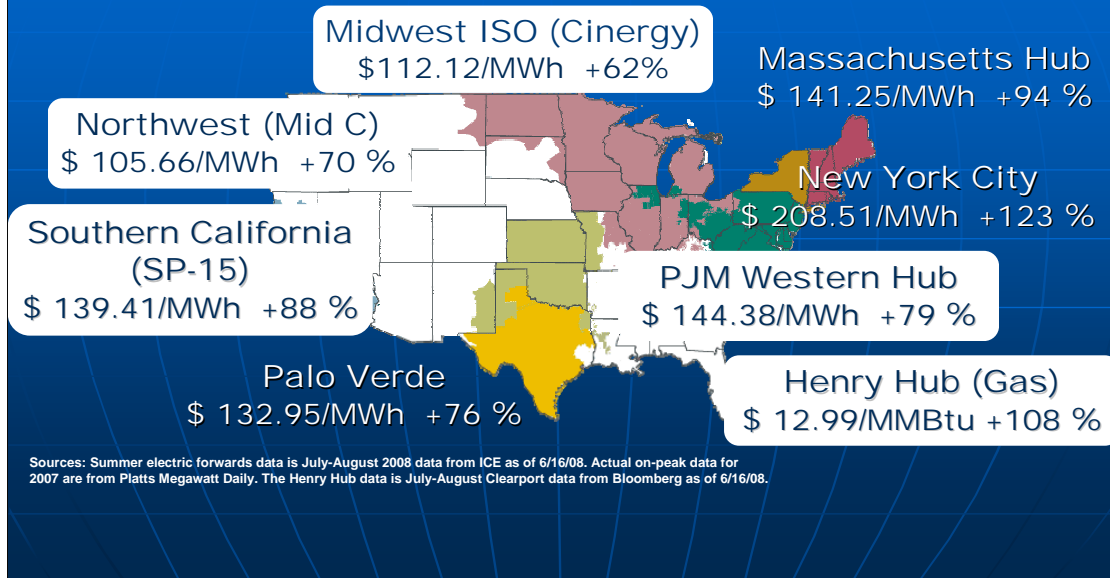 Midwest ISO (Cinergy)
$112.12/MWh +62%
Massachusetts Hub
$ 141.25/MWh +94 %
Northwest (Mid C)
$ 105.66/MWh +70 %
New York City
$ 208.51/MWh +123 %
Southern California
(SP-15)
$ 139.41/MWh +88 %
PJM Western Hub
$ 144.38/MWh +79 %
Palo Verde
$ 132.95/MWh +76 %
Henry Hub (Gas)
$ 12.99/MMBtu +108 %
Sources: Summer electric forwards data is July-August 2008 data from ICE as of 6/16/08. Actual on-peak data for
2007 are from Platts Megawatt Daily. The Henry Hub data is July-August Clearport data from Bloomberg as of 6/16/08.